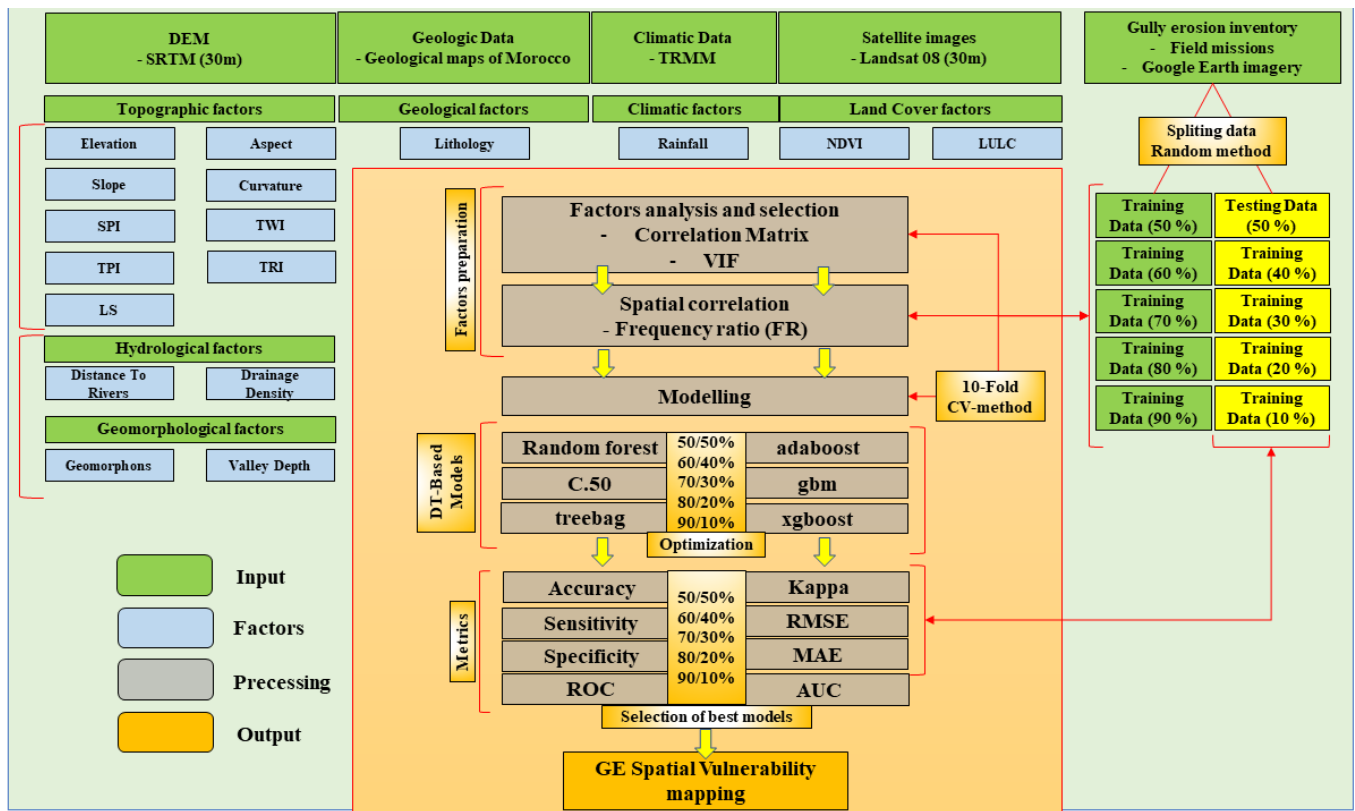 DEM
- SRTM (30m)
Geologic Data
- Geological maps of Morocco
Climatic Data
- TRMM
Satellite images
- Landsat 08 (30m)
Gully erosion inventory
- Field missions
- Google Earth imagery
Topographic factors
Geological factors
Climatic factors
Land Cover factors
Elevation
Aspect
Slope
Curvature
SPI
TWI
TPI
TRI
LS
Lithology
Rainfall
NDVI
LULC
Hydrological factors
Distance To
Rivers
Drainage
Density
Geomorphological factors
Geomorphons
Valley Depth
Input
Factors
Precessing
Output
Factors preparation
Factors analysis and selection
- Correlation Matrix
- VIF
Spatial correlation
- Frequency ratio (FR)
Modelling
10-Fold
CV-method
DT-Based
Models
Random forest
C.50
treebag
50/50%
60/40%
70/30%
80/20%
90/10%
adaboost
gbm
xgboost
Optimization
Metrics
Accuracy
Sensitivity
Specificity
ROC
50/50%
60/40%
70/30%
80/20%
90/10%
Kappa
RMSE
MAE
AUC
Selection of best models
GE Spatial Vulnerability
mapping
Spliting data
Random method
Training
Data (50 %)
Testing Data
(50 %)
Training
Data (60 %)
Training
Data (40 %)
Training
Data (70 %)
Training
Data (30 %)
Training
Data (80 %)
Training
Data (20 %)
Training
Data (90 %)
Training
Data (10 %)